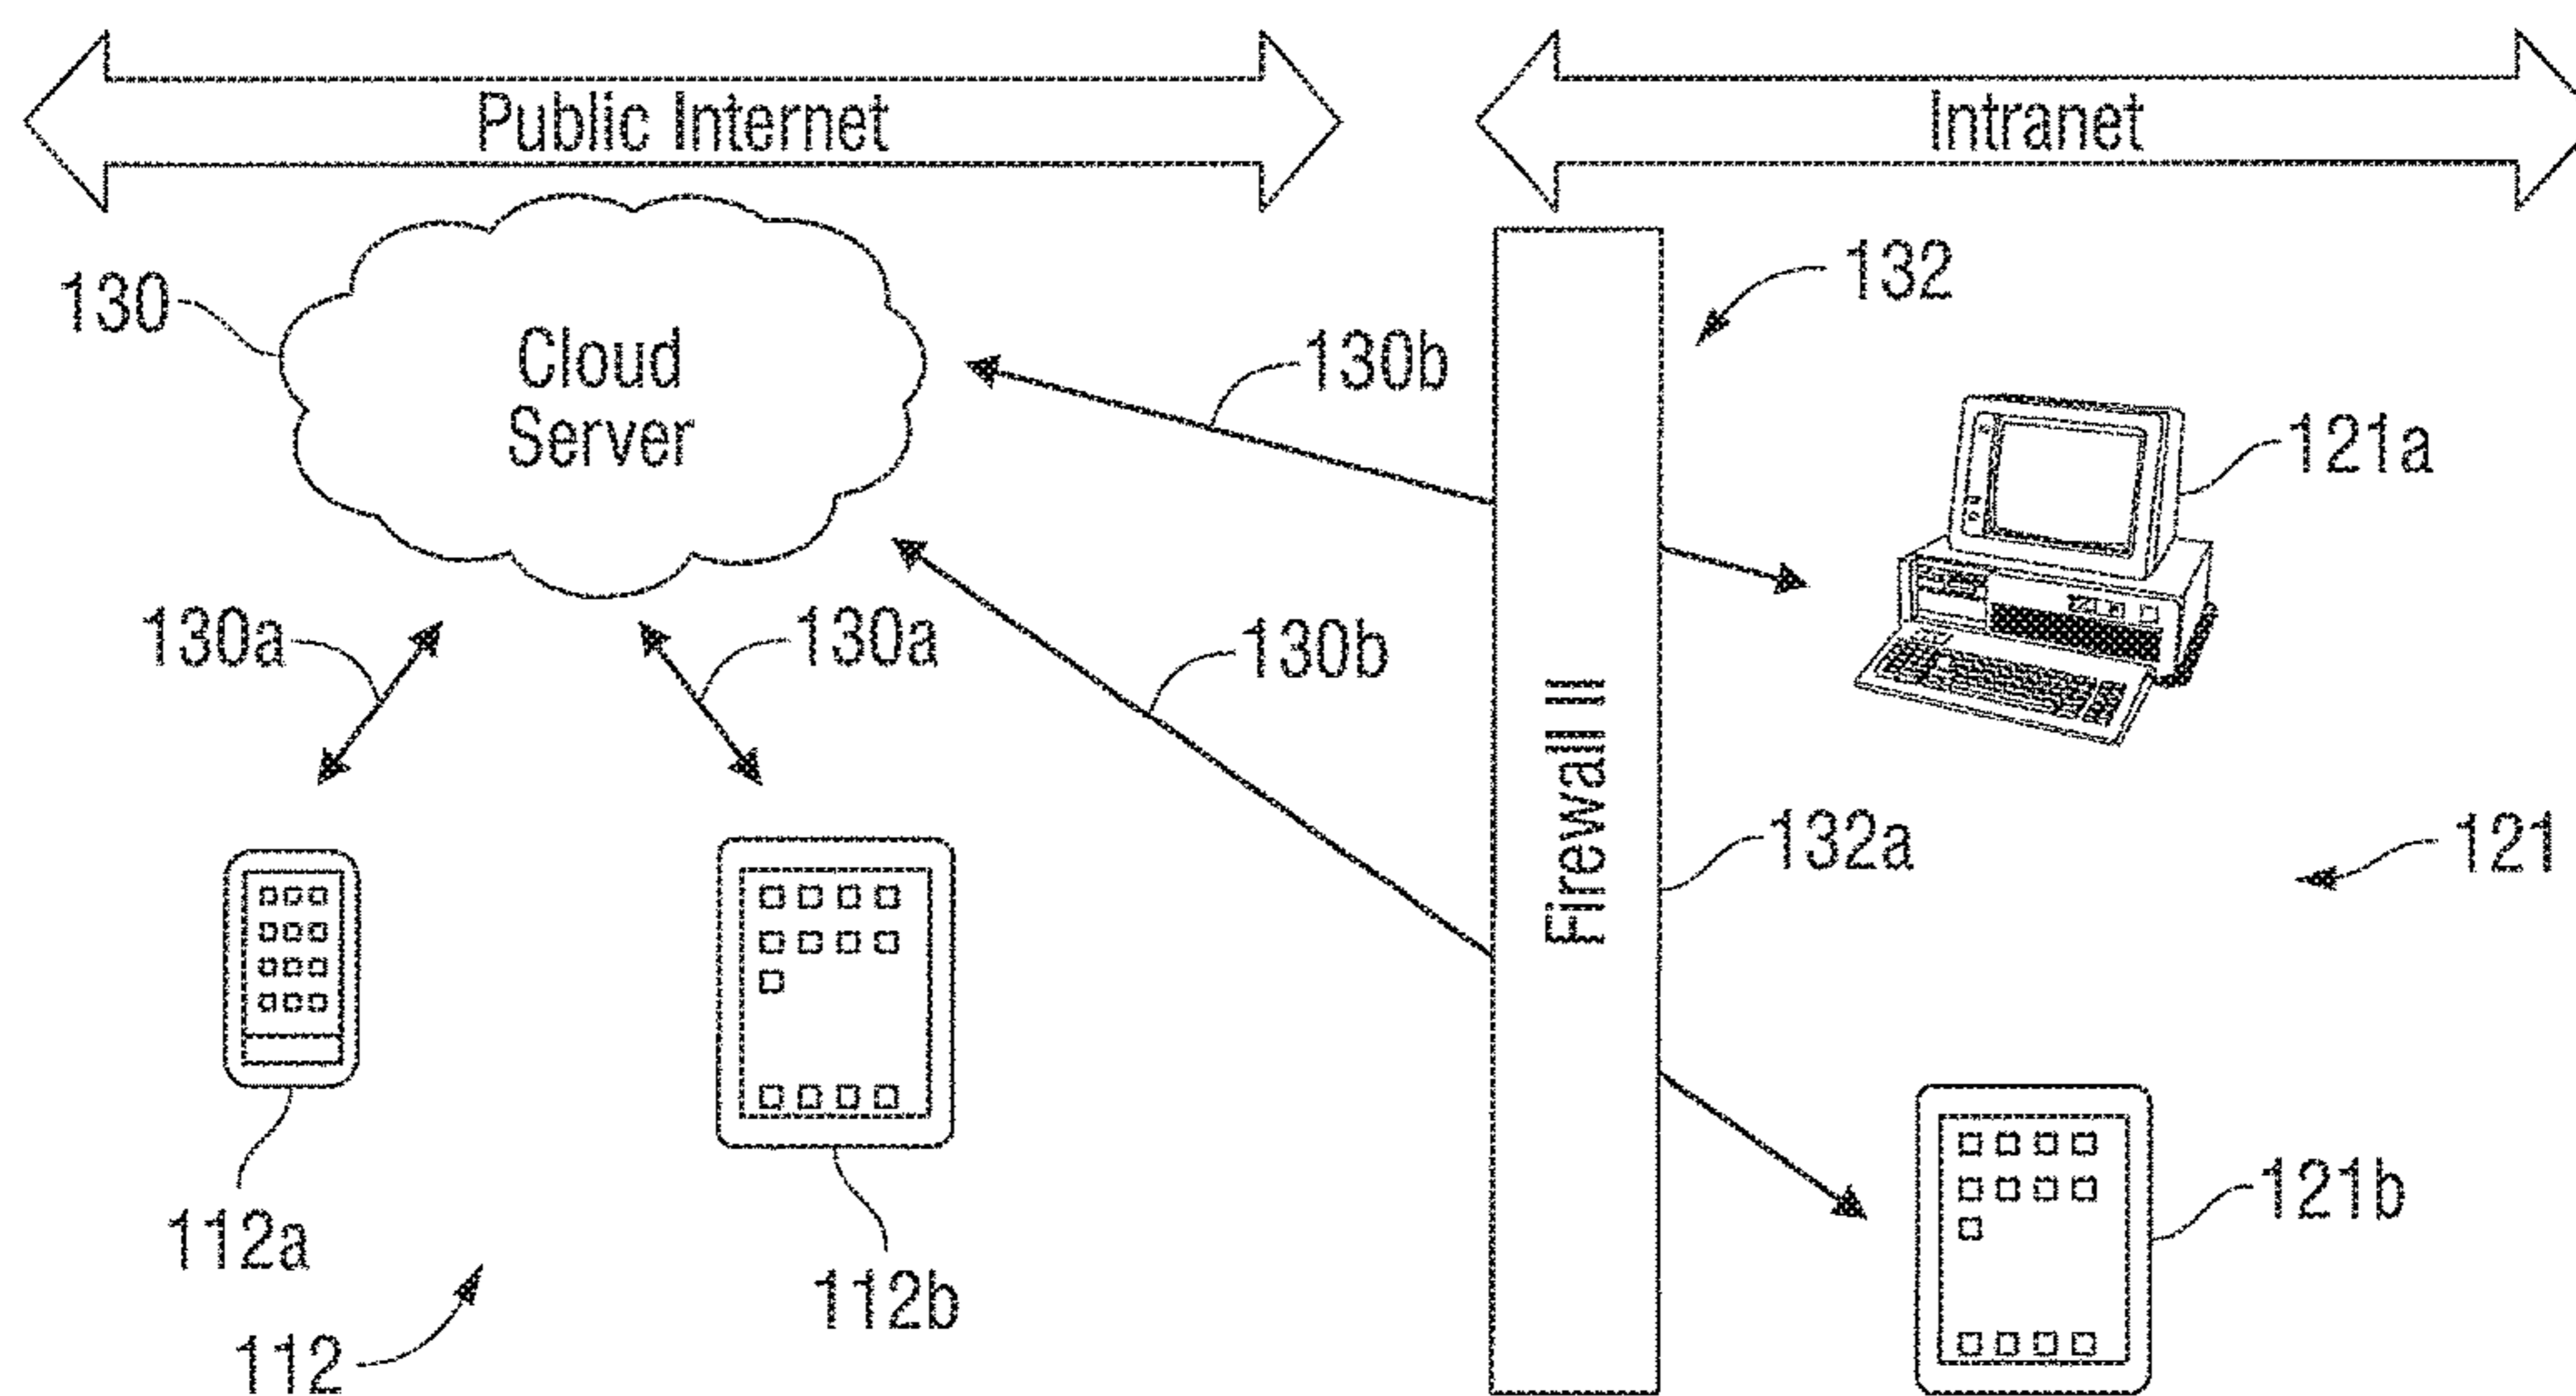 Public Internet
Intranet
130
Cloud
Server
130b
132
121a
130a
130a
130b
Firewall II
132a
121
112a
112b
121b
112